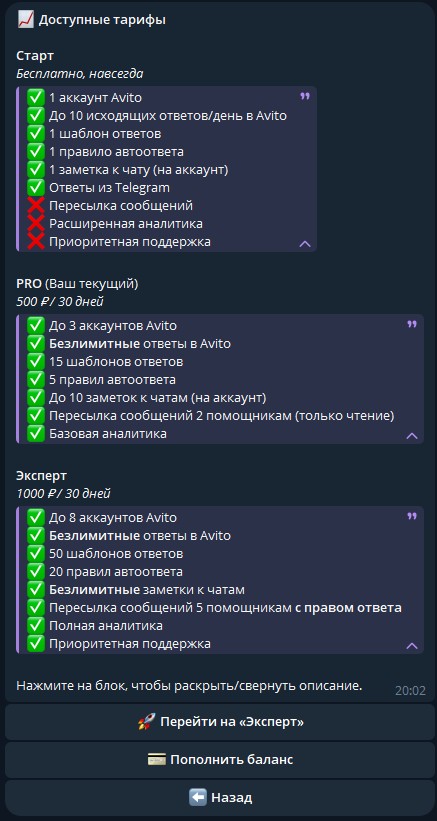 📈 Доступные тарифы
Старт
Бесплатно, навсегда
✅ 1 аккаунт Avito
✅ До 10 исходящих ответов/день в Avito
✅ 1 шаблон ответов
✅ 1 правило автоответа
✅ 1 заметка к чату (на аккаунт)
✅ Ответы из Telegram
❌ Пересылка сообщений
❌ Расширенная аналитика
❌ Приоритетная поддержка
PRO (Ваш текущий)
500 ₽ / 30 дней
✅ До 3 аккаунтов Avito
✅ Безлимитные ответы в Avito
✅ 15 шаблонов ответов
✅ 5 правил автоответа
✅ До 10 заметок к чатам (на аккаунт)
✅ Пересылка сообщений 2 помощникам (только чтение)
✅ Базовая аналитика
Эксперт
1000 ₽ / 30 дней
✅ До 8 аккаунтов Avito
✅ Безлимитные ответы в Avito
✅ 50 шаблонов ответов
✅ 20 правил автоответа
✅ Безлимитные заметки к чатам
✅ Пересылка сообщений 5 помощникам с правом ответа
✅ Полная аналитика
✅ Приоритетная поддержка
Нажмите на блок, чтобы раскрыть/свернуть описание.
20:02
🚀 Перейти на «Эксперт»
💳 Пополнить баланс
⬅️ Назад